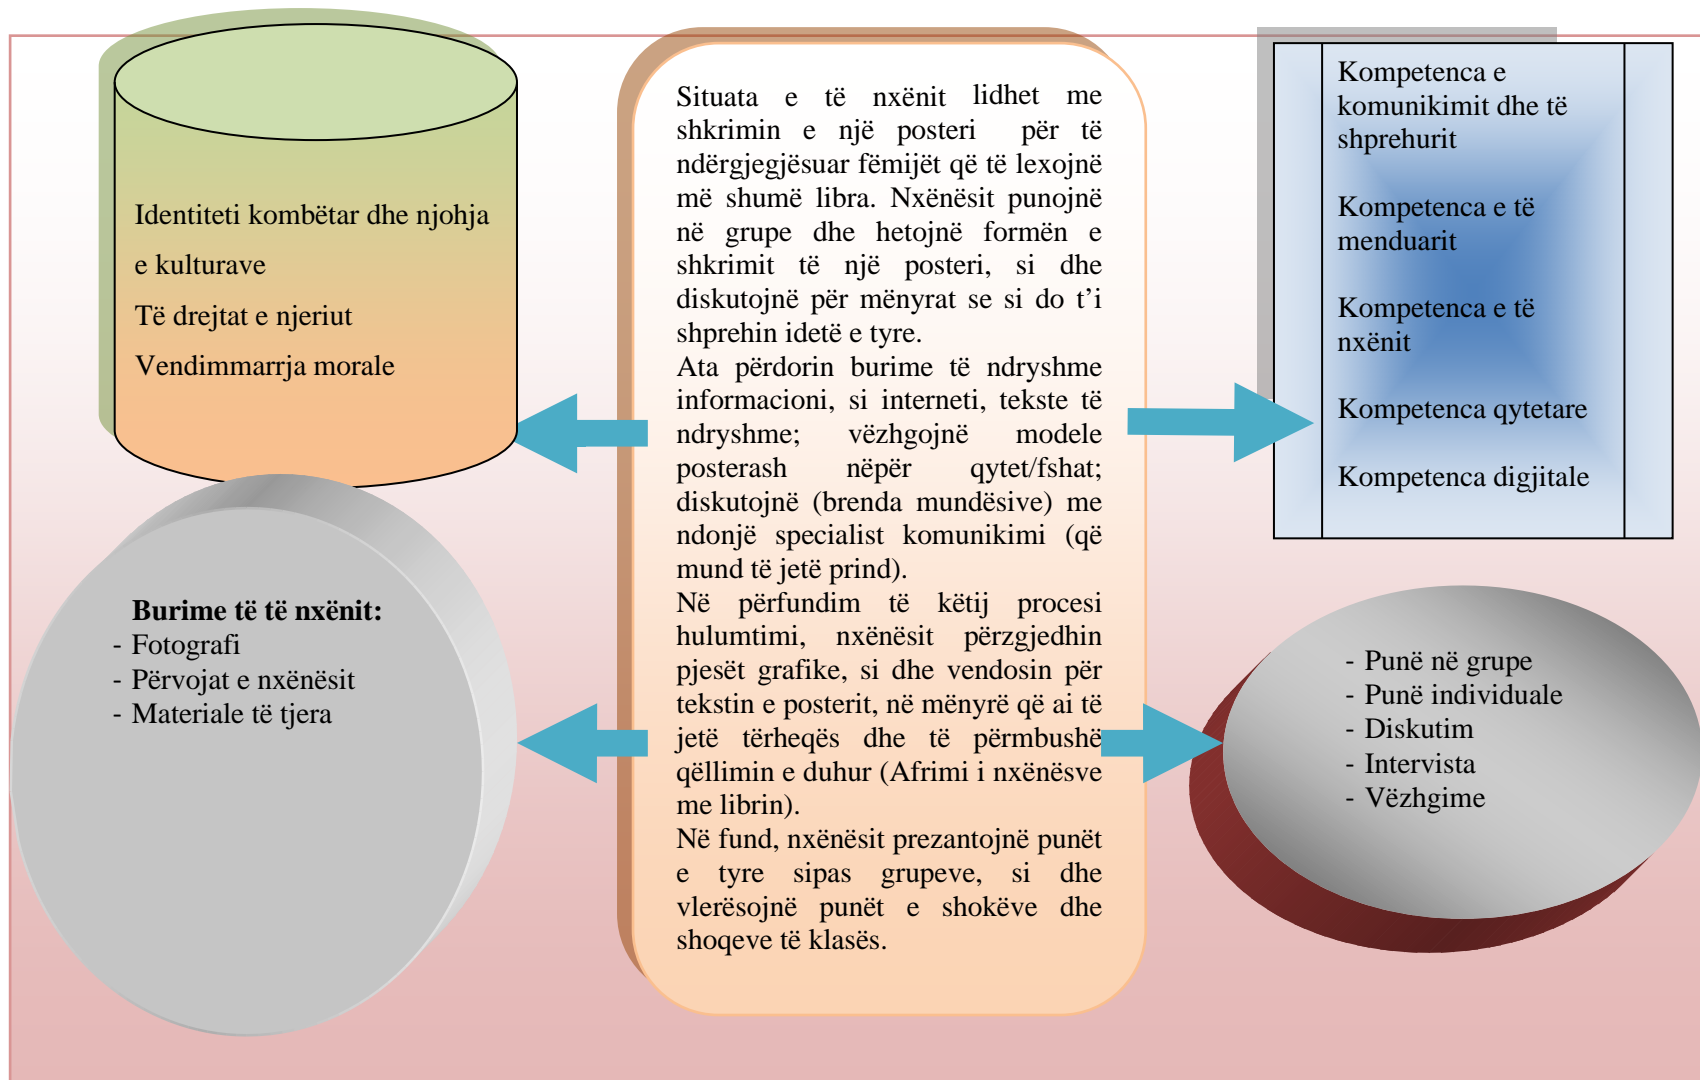 Identiteti kombëtar dhe njohja
e kulturave
Të drejtat e njeriut
Vendimmarrja morale
Situata e të nxënit lidhet me
shkrimin e një posteri për të
ndërgjegjësuar fëmijët që të lexojnë
më shumë libra. Nxënësit punojnë
në grupe dhe hetojnë formën e
shkrimit të një posteri, si dhe
diskutojnë për mënyrat se si do t’i
shprehin idetë e tyre.
Ata përdorin burime të ndryshme
informacioni, si interneti, tekste të
ndryshme; vëzhgojnë modele
posterash nëpër qytet/fshat;
diskutojnë (brenda mundësive) me
ndonjë specialist komunikimi (që
mund të jetë prind).
Në përfundim të këtij procesi
hulumtimi, nxënësit përzgjedhin
pjesët grafike, si dhe vendosin për
tekstin e posterit, në mënyrë që ai të
jetë tërheqës dhe të përmbushë
qëllimin e duhur (Afrimi i nxënësve
me librin).
Në fund, nxënësit prezantojnë punët
e tyre sipas grupeve, si dhe
vlerësojnë punët e shokëve dhe
shoqeve të klasës.
Kompetenca e
komunikimit dhe të
shprehurit
Kompetenca e të
menduarit
Kompetenca e të
nxënit
Kompetenca qytetare
Kompetenca digjitale
Burime të të nxënit:
- Fotografi
- Përvojat e nxënësit
- Materiale të tjera
- Punë në grupe
- Punë individuale
- Diskutim
- Intervista
- Vëzhgime